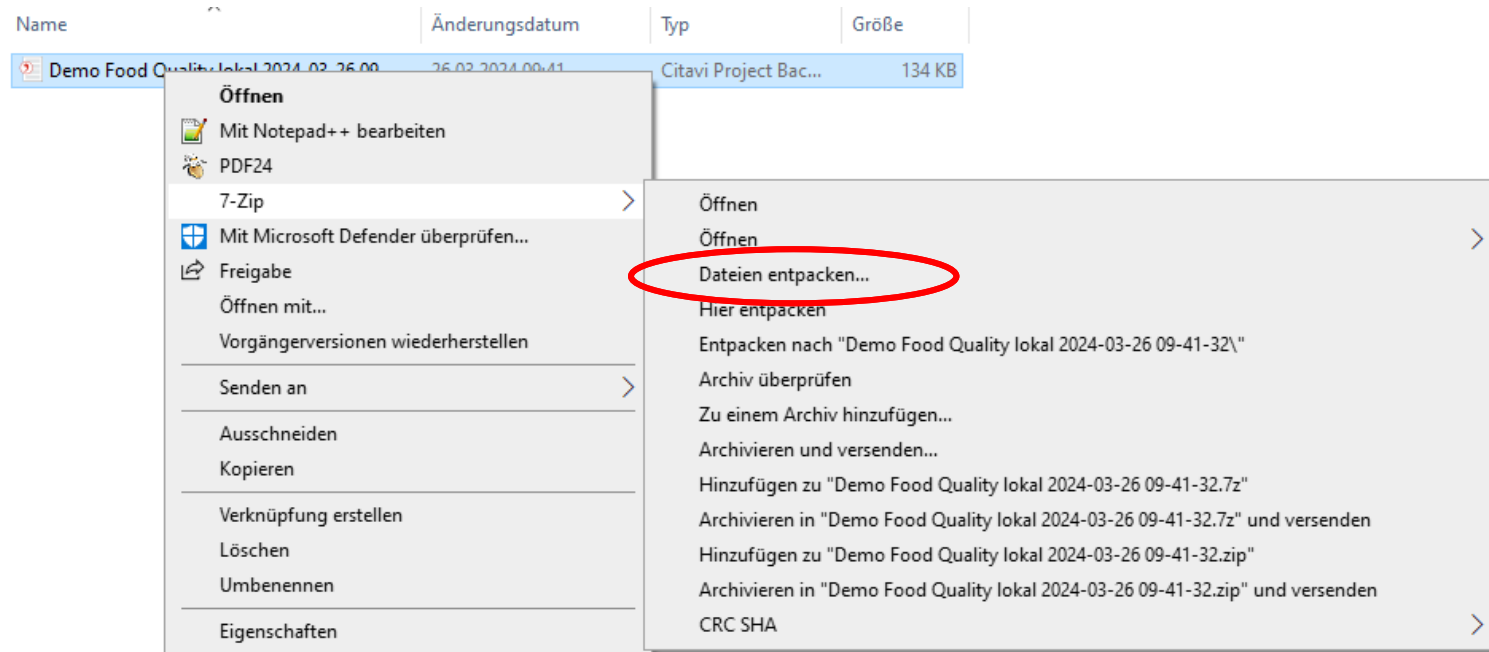 Name Änderungsdatum Typ Größe
Demo Food Quality lokal 2024-03-26 09... 26.03.2024 09:41 Citavi Project Bac... 134 KB
Öffnen
Mit Notepad++ bearbeiten
PDF24
7-Zip
Mit Microsoft Defender überprüfen...
Freigabe
Öffnen mit...
Vorgängerversionen wiederherstellen
Senden an
Ausschneiden
Kopieren
Verknüpfung erstellen
Löschen
Umbenennen
Eigenschaften
Öffnen
Öffnen
Dateien entpacken...
Hier entpacken
Entpacken nach "Demo Food Quality lokal 2024-03-26 09-41-32\"
Archiv überprüfen
Zu einem Archiv hinzufügen...
Archivieren und versenden...
Hinzufügen zu "Demo Food Quality lokal 2024-03-26 09-41-32.7z"
Archivieren in "Demo Food Quality lokal 2024-03-26 09-41-32.7z" und versenden
Hinzufügen zu "Demo Food Quality lokal 2024-03-26 09-41-32.zip"
Archivieren in "Demo Food Quality lokal 2024-03-26 09-41-32.zip" und versenden
CRC SHA